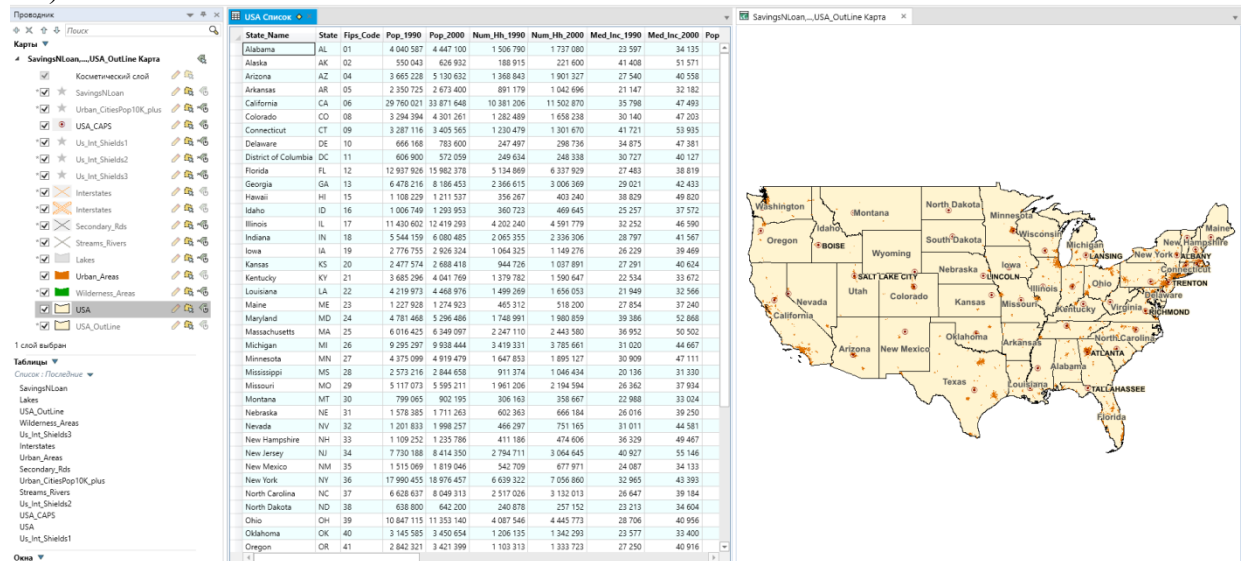 Проводник
Поиск
Карты
SavingsNLoan,...,USA_OutLine Карта
Косметический слой
SavingsNLoan
Urban_CitiesPop10K_plus
USA_CAPS
Us_Int_Shields1
Us_Int_Shields2
Us_Int_Shields3
Interstates
Interstates
Secondary_Rds
Streams_Rivers
Lakes
Urban_Areas
Wilderness_Areas
USA
USA_OutLine
1 слой выбран
Таблицы
Список : Последние
SavingsNLoan
Lakes
USA_OutLine
Wilderness_Areas
Us_Int_Shields3
Interstates
Urban_Areas
Secondary_Rds
Urban_CitiesPop10K_plus
Streams_Rivers
Us_Int_Shields2
USA_CAPS
USA
Us_Int_Shields1
Окна
USA Список
State_Name State Fips_Code Pop_1990 Pop_2000 Num_Hh_1990 Num_Hh_2000 Med_Inc_1990 Med_Inc_2000 Pop
Alabama AL 01 4 040 587 4 447 100 1 506 790 1 737 080 23 597 34 135
Alaska AK 02 550 043 626 932 188 915 221 600 41 408 51 571
Arizona AZ 04 3 665 228 5 130 632 1 368 843 1 901 327 27 540 40 558
Arkansas AR 05 2 350 725 2 673 400 891 179 1 042 696 21 147 32 182
California CA 06 29 760 021 33 871 648 10 381 206 11 502 870 35 798 47 493
Colorado CO 08 3 294 394 4 301 261 1 282 489 1 658 238 30 140 47 203
Connecticut CT 09 3 287 116 3 405 565 1 230 479 1 301 670 41 721 53 935
Delaware DE 10 666 168 783 600 247 497 298 736 34 875 47 381
District of Columbia DC 11 606 900 572 059 249 634 248 338 30 727 40 127
Florida FL 12 12 937 926 15 982 378 5 134 869 6 337 929 27 483 38 819
Georgia GA 13 6 478 216 8 186 453 2 366 615 3 006 369 29 021 42 433
Hawaii HI 15 1 108 229 1 211 537 356 267 403 240 38 829 49 820
Idaho ID 16 1 006 749 1 293 953 360 723 469 645 25 257 37 572
Illinois IL 17 11 430 602 12 419 293 4 202 240 4 591 779 32 252 46 590
Indiana IN 18 5 544 159 6 080 485 2 065 355 2 336 306 28 797 41 567
Iowa IA 19 2 776 755 2 926 324 1 064 325 1 149 276 26 229 39 469
Kansas KS 20 2 477 574 2 688 418 944 726 1 037 891 27 291 40 624
Kentucky KY 21 3 685 296 4 041 769 1 379 782 1 590 647 22 534 33 672
Louisiana LA 22 4 219 973 4 468 976 1 499 269 1 656 053 21 949 32 566
Maine ME 23 1 227 928 1 274 923 465 312 518 200 27 854 37 240
Maryland MD 24 4 781 468 5 296 486 1 748 991 1 980 859 39 386 52 868
Massachusetts MA 25 6 016 425 6 349 097 2 247 110 2 443 580 36 952 50 502
Michigan MI 26 9 295 297 9 938 444 3 419 331 3 785 661 31 020 44 667
Minnesota MN 27 4 375 099 4 919 479 1 647 853 1 895 127 30 909 47 111
Mississippi MS 28 2 573 216 2 844 658 911 374 1 046 434 20 136 31 330
Missouri MO 29 5 117 073 5 595 211 1 961 206 2 194 594 26 362 37 934
Montana MT 30 799 065 902 195 306 163 358 667 22 988 33 024
Nebraska NE 31 1 578 385 1 711 263 602 363 666 184 26 016 39 250
Nevada NV 32 1 201 833 1 998 257 466 297 751 165 31 011 44 581
New Hampshire NH 33 1 109 252 1 235 786 411 186 474 606 36 329 49 467
New Jersey NJ 34 7 730 188 8 414 350 2 794 711 3 064 645 40 927 55 146
New Mexico NM 35 1 515 069 1 819 046 542 709 677 971 24 087 34 133
New York NY 36 17 990 455 18 976 457 6 639 322 7 056 860 32 965 43 393
North Carolina NC 37 6 628 637 8 049 313 2 517 026 3 132 013 26 647 39 184
North Dakota ND 38 638 800 642 200 240 878 257 152 23 213 34 604
Ohio OH 39 10 847 115 11 353 140 4 087 546 4 445 773 28 706 40 956
Oklahoma OK 40 3 145 585 3 450 654 1 206 135 1 342 293 23 577 33 400
Oregon OR 41 2 842 321 3 421 399 1 103 313 1 333 723 27 250 40 916
SavingsNLoan,...,USA_OutLine Карта
Washington
Montana
North Dakota
Minnesota
Maine
Idaho
Oregon
BOISE
South Dakota
Wisconsin
Michigan
New Hampshire
Wyoming
LANSING
New York
ALBANY
Connecticut
SALT LAKE CITY
Nebraska
LINCOLN
Iowa
Ohio
TRENTON
Nevada
Utah
Colorado
Illinois
Delaware
California
Kansas
Missouri
Kentucky
Virginia
RICHMOND
Arizona
New Mexico
Oklahoma
Arkansas
North Carolina
ATLANTA
Texas
Louisiana
Alabama
TALLAHASSEE
Florida